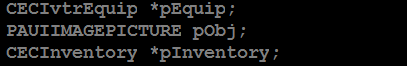 CECIvtrEquip *pEquip;
PAUIIMAGEPICTURE pObj;
CECInventory *pInventory;